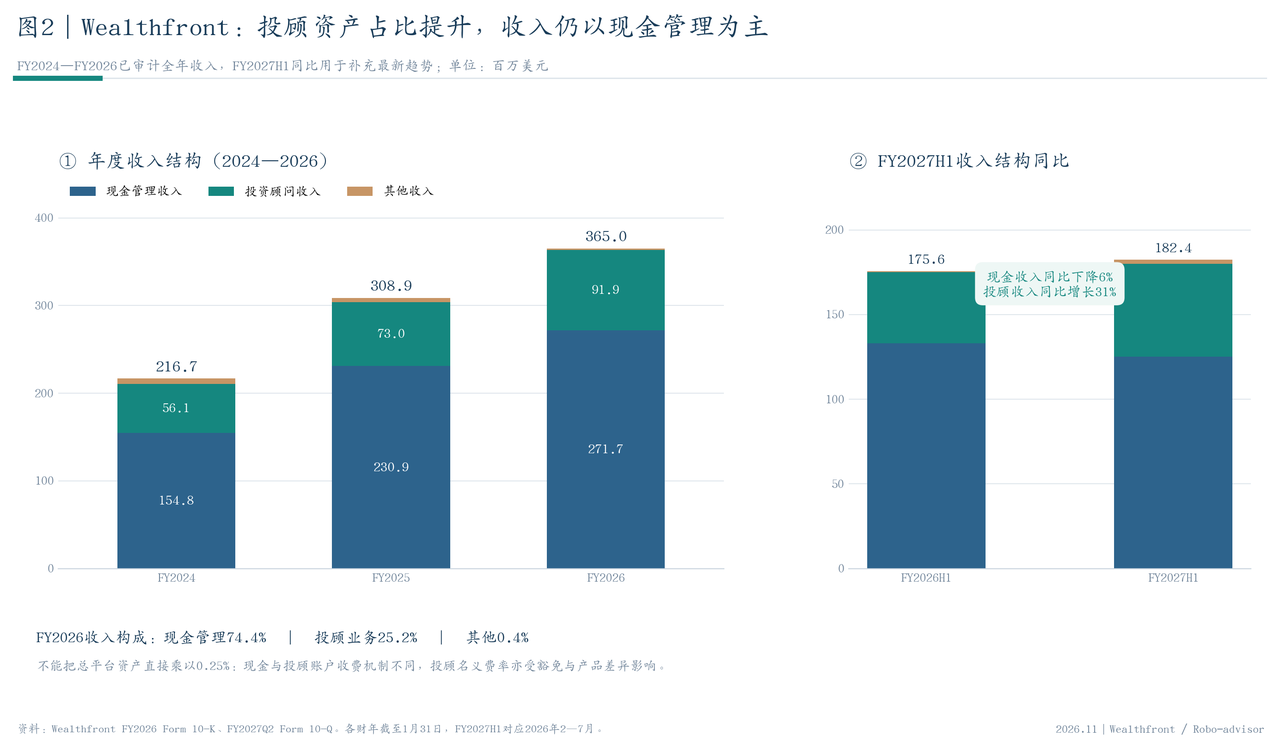 图2｜Wealthfront：投顾资产占比提升，收入仍以现金管理为主
FY2024—FY2026已审计全年收入，FY2027H1同比用于补充最新趋势；单位：百万美元
① 年度收入结构（2024—2026）
现金管理收入 投资顾问收入 其他收入
400
300
200
100
0
216.7
56.1
154.8
308.9
73.0
230.9
365.0
91.9
271.7
FY2024 FY2025 FY2026
② FY2027H1收入结构同比
200
150
100
50
0
175.6
182.4
现金收入同比下降6%
投顾收入同比增长31%
FY2026H1 FY2027H1
FY2026收入构成：现金管理74.4% ｜ 投顾业务25.2% ｜ 其他0.4%
不能把总平台资产直接乘以0.25%：现金与投顾账户收费机制不同，投顾名义费率亦受豁免与产品差异影响。
资料：Wealthfront FY2026 Form 10-K、FY2027Q2 Form 10-Q。各财年截至1月31日，FY2027H1对应2026年2—7月。
2026.11｜Wealthfront / Robo-advisor